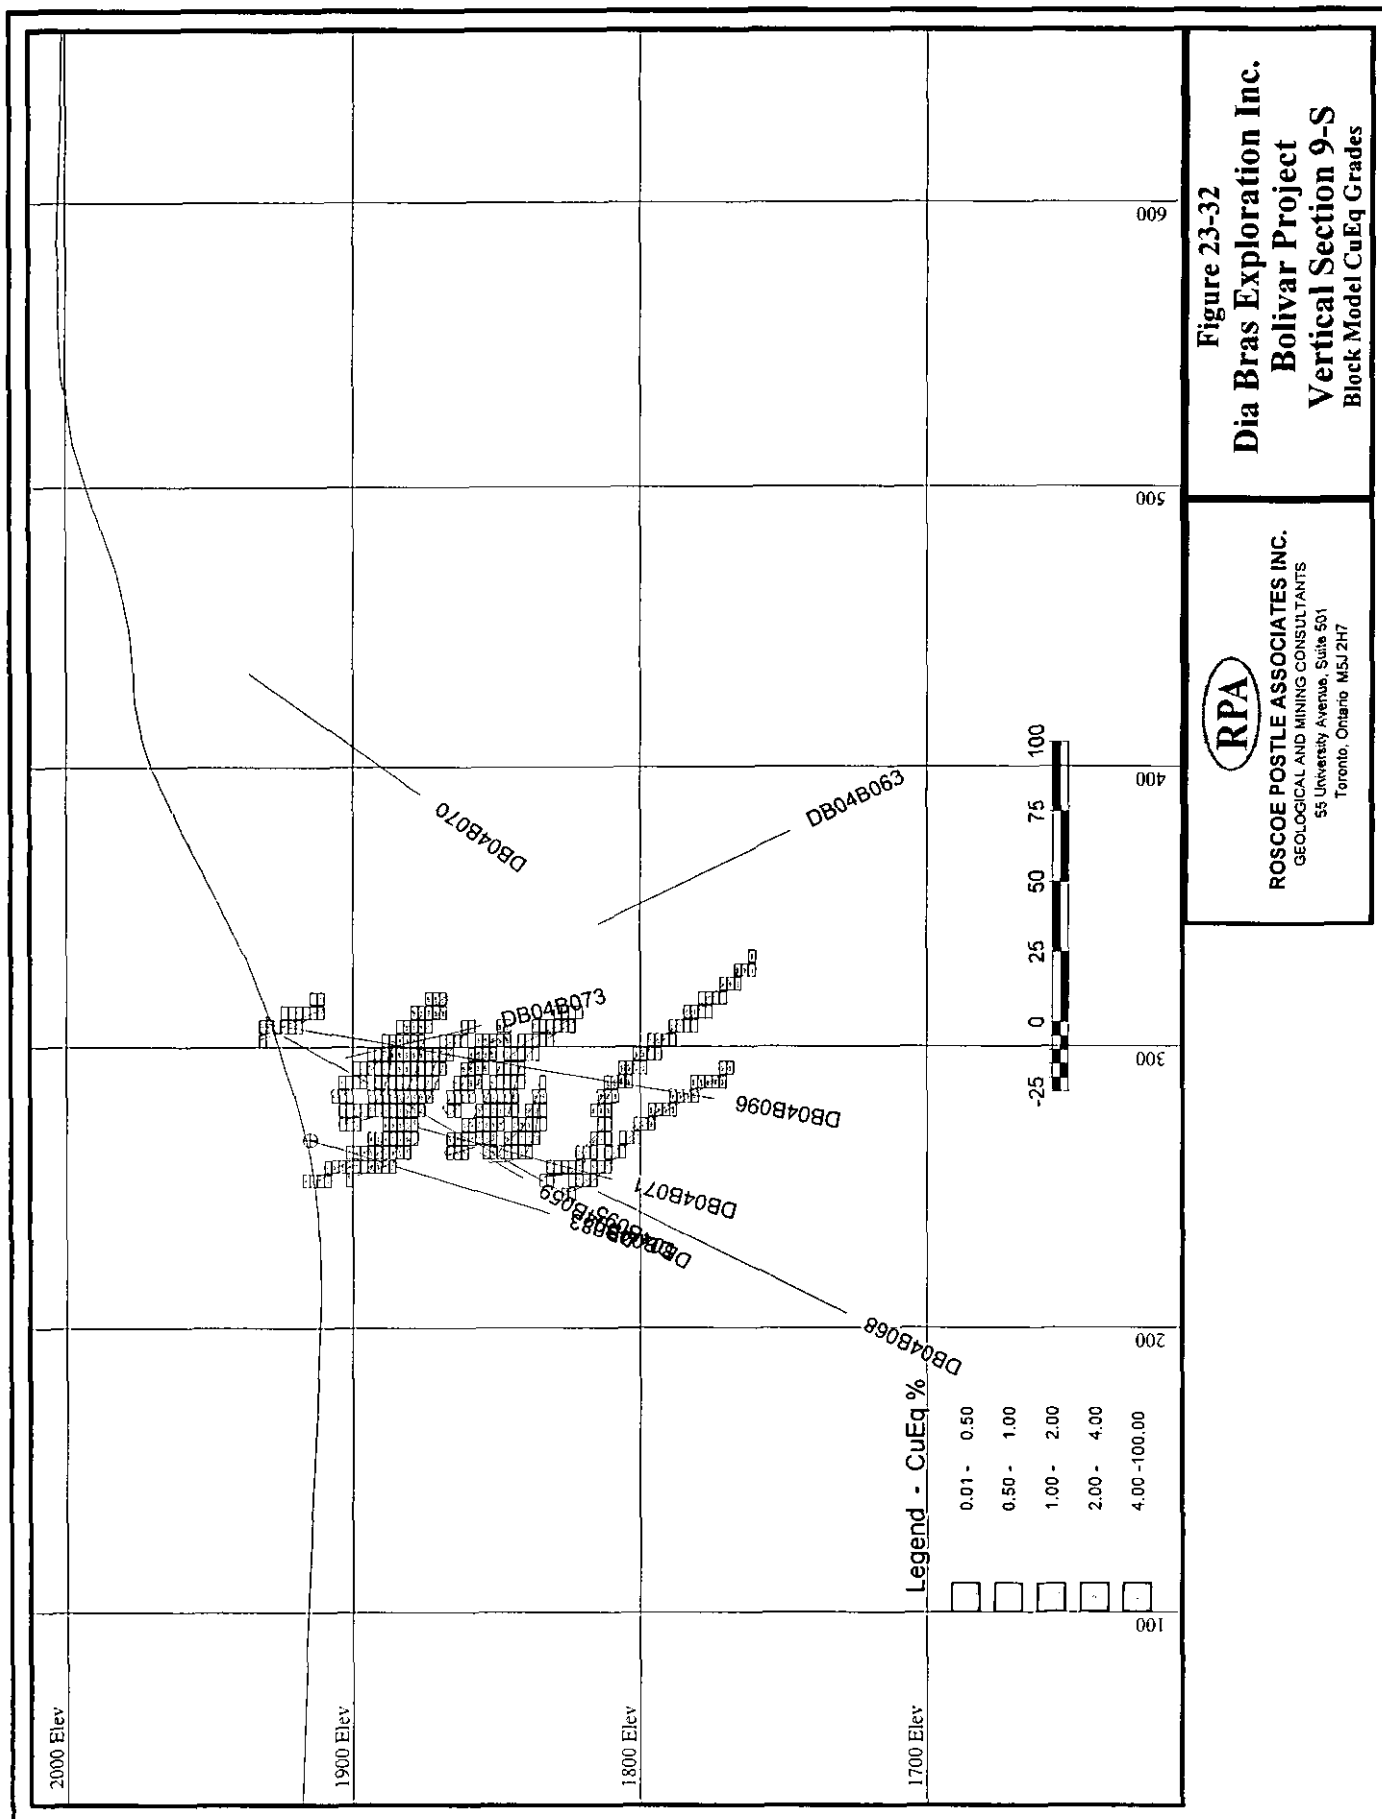 2000 Elev
1900 Elev
1800 Elev
1700 Elev
100
200
300
400
500
600
DB04B070
DB04B063
DB04B073
DB04B096
DB04B071
DB04B068
Legend - CuEq %
0.01 - 0.50
0.50 - 1.00
1.00 - 2.00
2.00 - 4.00
4.00 -100.00
-25 0 25 50 75 100
RPA
ROSCOE POSTLE ASSOCIATES INC.
GEOLOGICAL AND MINING CONSULTANTS
55 University Avenue, Suite 501
Toronto, Ontario M5J 2H7
Figure 23-32
Dia Bras Exploration Inc.
Bolivar Project
Vertical Section 9-S
Block Model CuEq Grades